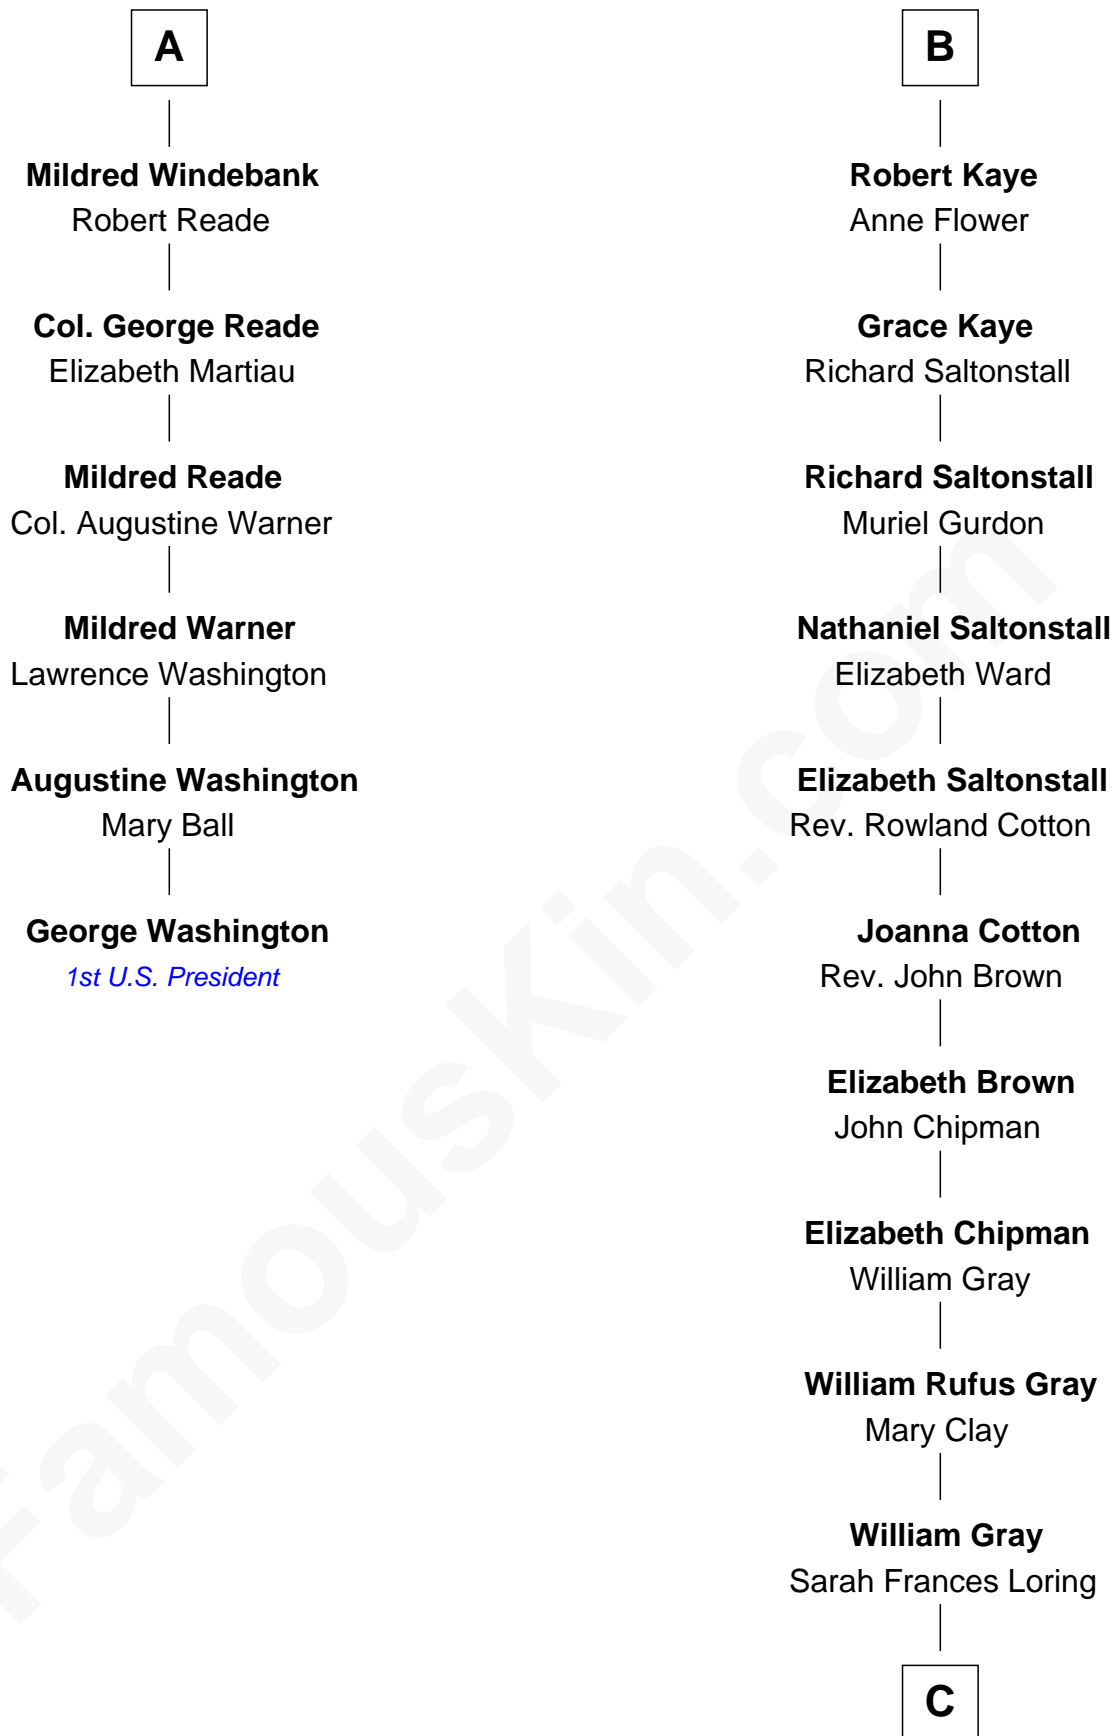 A
Mildred Windebank
Robert Reade
Col. George Reade
Elizabeth Martiau
Mildred Reade
Col. Augustine Warner
Mildred Warner
Lawrence Washington
Augustine Washington
Mary Ball
George Washington
1st U.S. President
B
Robert Kaye
Anne Flower
Grace Kaye
Richard Saltonstall
Richard Saltonstall
Muriel Gurdon
Nathaniel Saltonstall
Elizabeth Ward
Elizabeth Saltonstall
Rev. Rowland Cotton
Joanna Cotton
Rev. John Brown
Elizabeth Brown
John Chipman
Elizabeth Chipman
William Gray
William Rufus Gray
Mary Clay
William Gray
Sarah Frances Loring
C
FamousKin.com